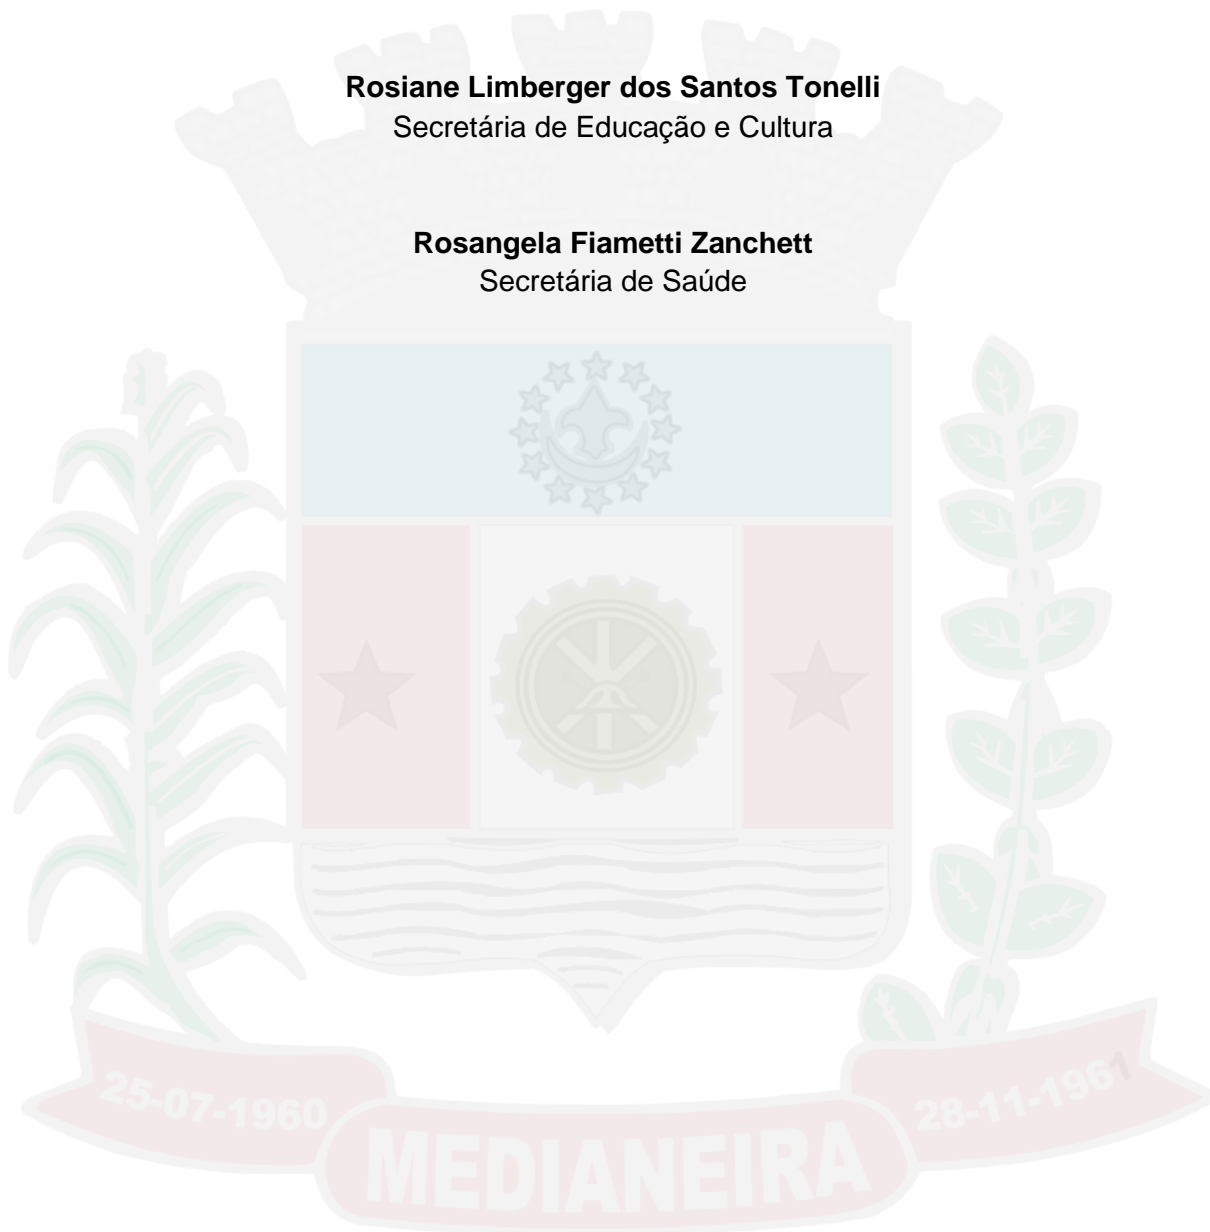 Rosiane Limberger dos Santos Tonelli
Secretária de Educação e Cultura
Rosangela Fiametti Zanchett
Secretária de Saúde
25-07-1960
28-11-1961
MEDIANEIRA